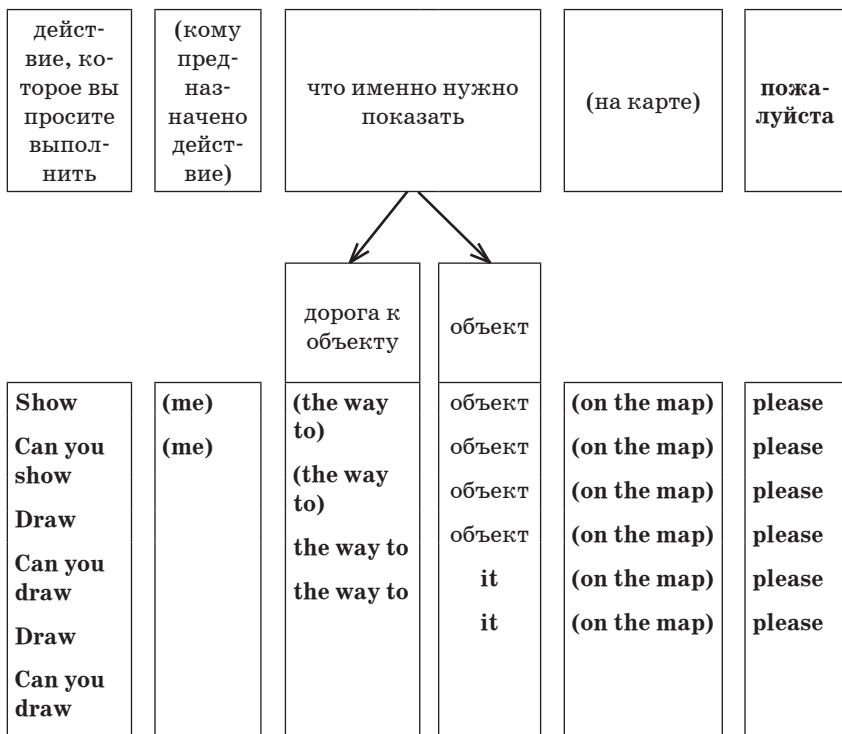 дейст-
вие, ко-
торое вы
просите
выпол-
нить
(кому
пред-
наз-
начено
дейст-
вие)
что именно нужно
показать
(на карте)
пожа-
луйста
дорога к
объекту
объект
Show
Can you
show
Draw
Can you
draw
Draw
Can you
draw
(me)
(me)
(the way
to)
(the way
to)
the way to
the way to
объект
объект
объект
объект
it
it
(on the map)
(on the map)
(on the map)
(on the map)
(on the map)
(on the map)
please
please
please
please
please
please